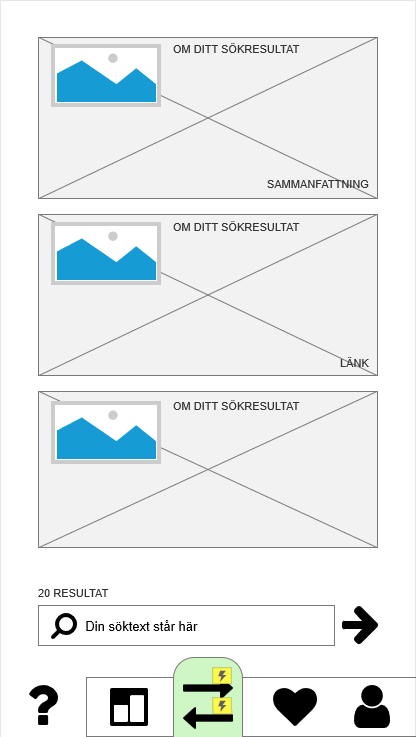 OM DITT SÖKRESULTAT
SAMMANFATTNING
OM DITT SÖKRESULTAT
LÄNK
OM DITT SÖKRESULTAT
20 RESULTAT
Din söktext står här
?